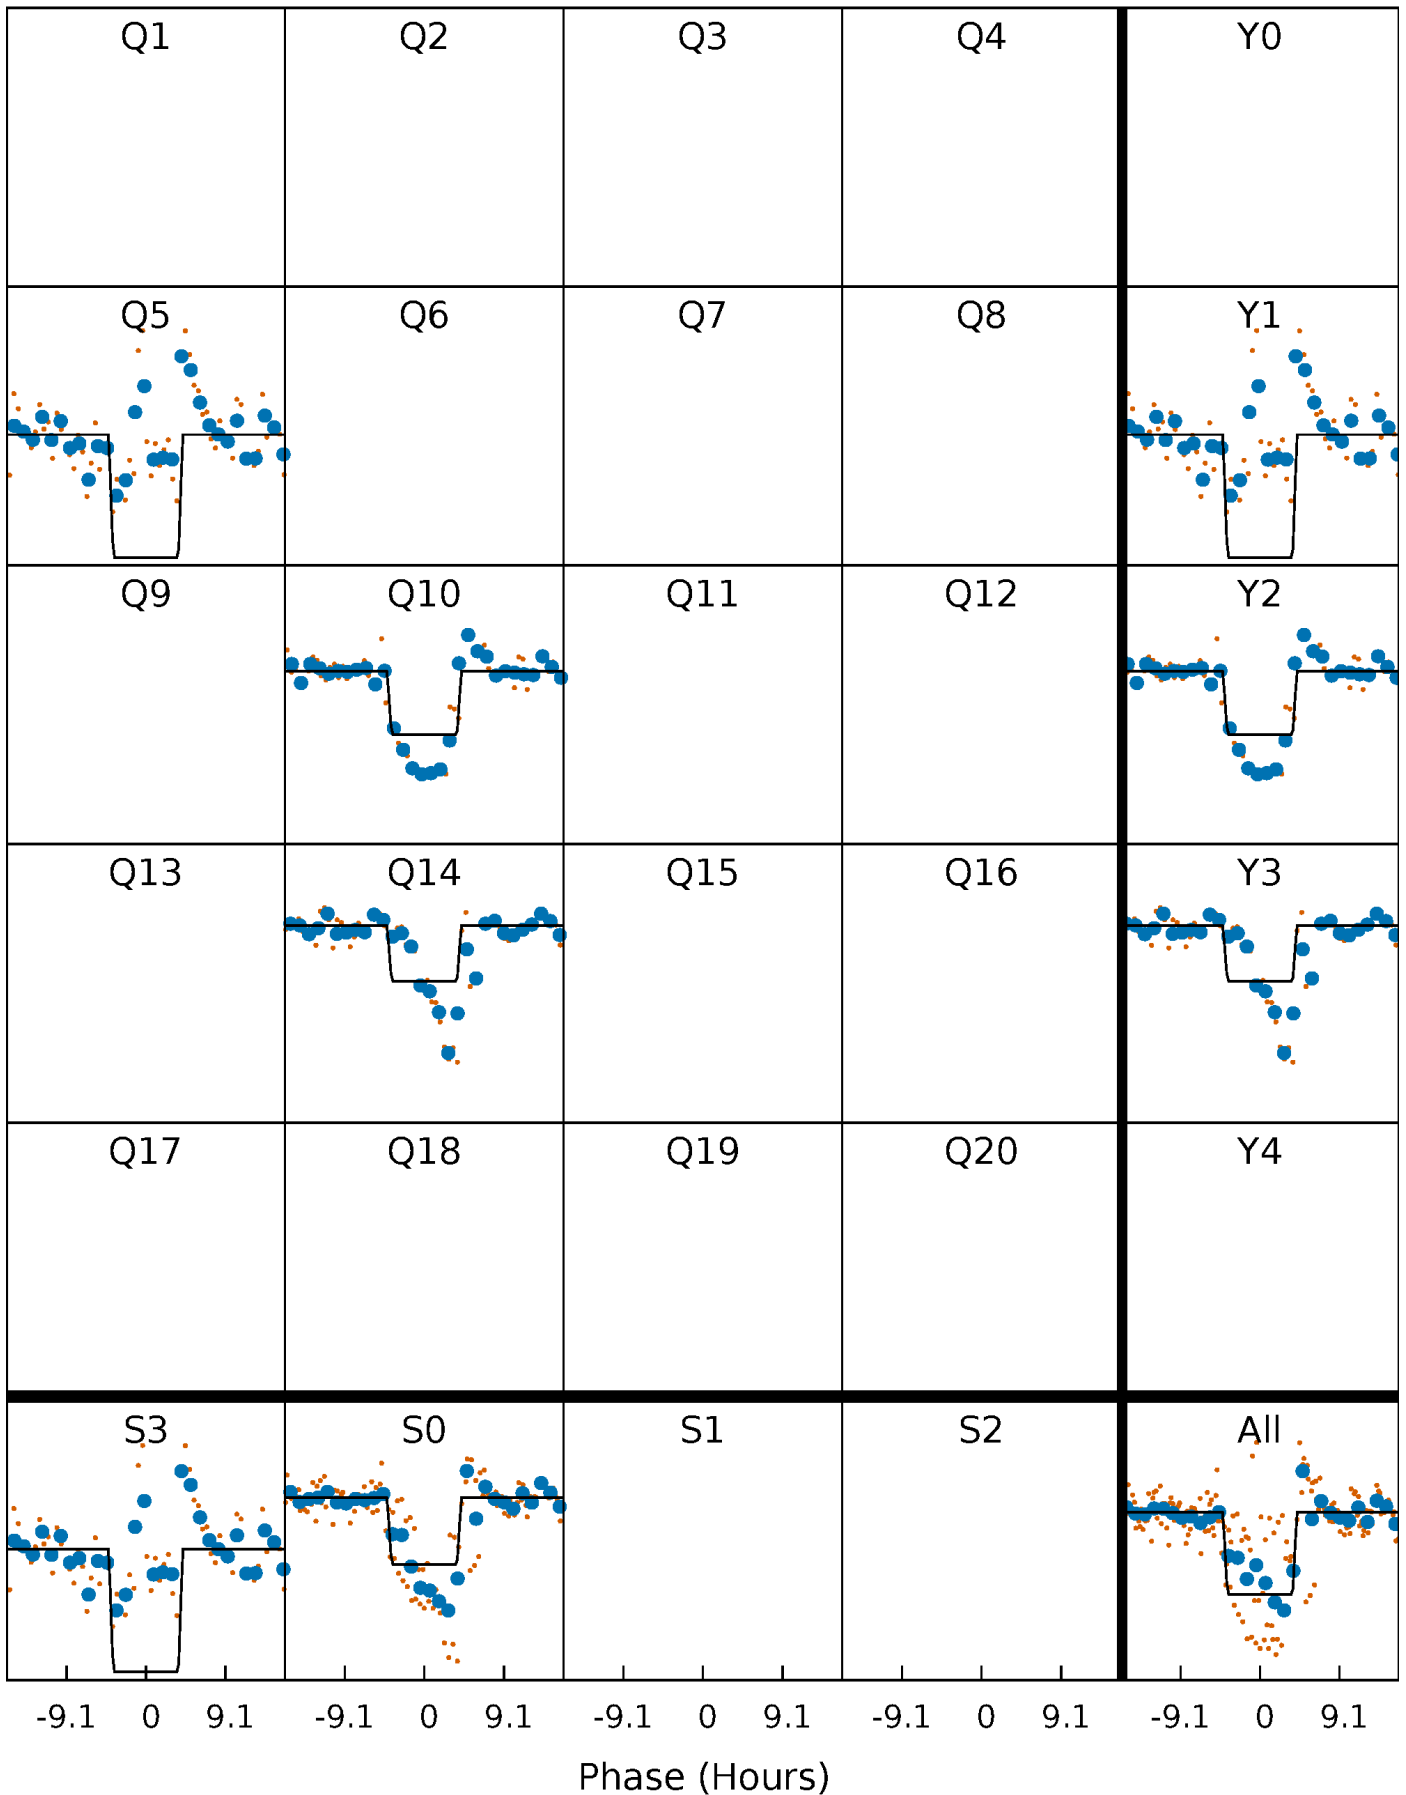 Q1 Q2 Q3 Q4 Y0
Q5 Q6 Q7 Q8 Y1
Q9 Q10 Q11 Q12 Y2
Q13 Q14 Q15 Q16 Y3
Q17 Q18 Q19 Q20 Y4
S3 S0 S1 S2 All
-9.1 0 9.1 -9.1 0 9.1 -9.1 0 9.1 -9.1 0 9.1 -9.1 0 9.1
Phase (Hours)